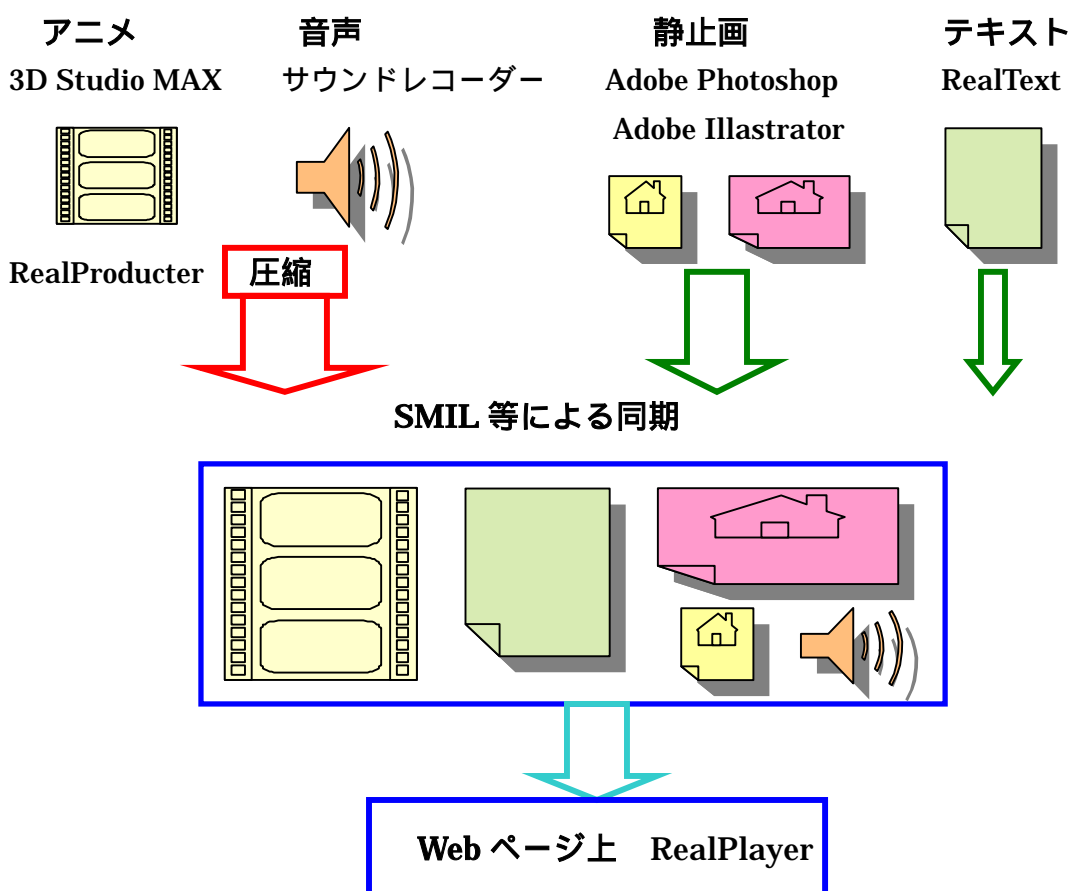 アニメ 音声 静止画 テキスト
3D Studio MAX サウンドレコーダー Adobe Photoshop RealText
Adobe Illastrator
RealProducter 圧縮
SMIL 等による同期
Web ページ上 RealPlayer